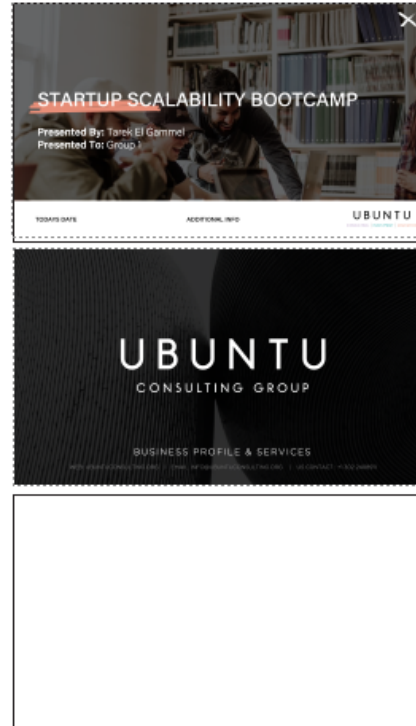 STARTUP SCALABILITY BOOTCAMP
Presented By: Tarek El Gammel
Presented To: Group 1
TODAYS DATE ADDITIONAL INFO UBUNTU
UBUNTU
CONSULTING GROUP
BUSINESS PROFILE & SERVICES